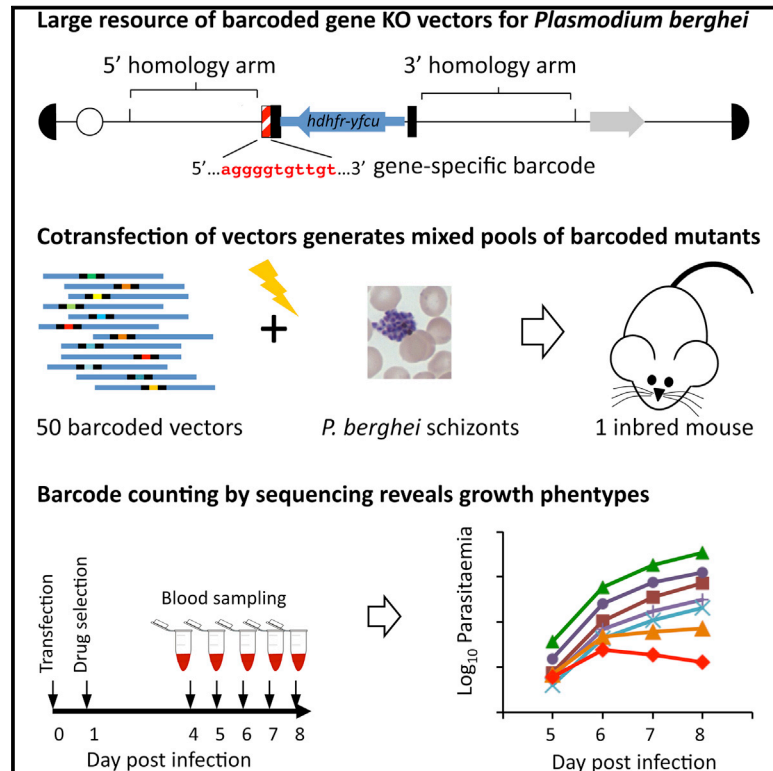 Large resource of barcoded gene KO vectors for Plasmodium berghei
5’ homology arm
3’ homology arm
hdhfr-yfcu
5’...aggggtgttgt...3’ gene-specific barcode
Cotransfection of vectors generates mixed pools of barcoded mutants
+
50 barcoded vectors
P. berghei schizonts
1 inbred mouse
Barcode counting by sequencing reveals growth phentypes
Transfection
Drug selection
Blood sampling
0 1 4 5 6 7 8
Day post infection
Log10 Parasitaemia
5 6 7 8
Day post infection